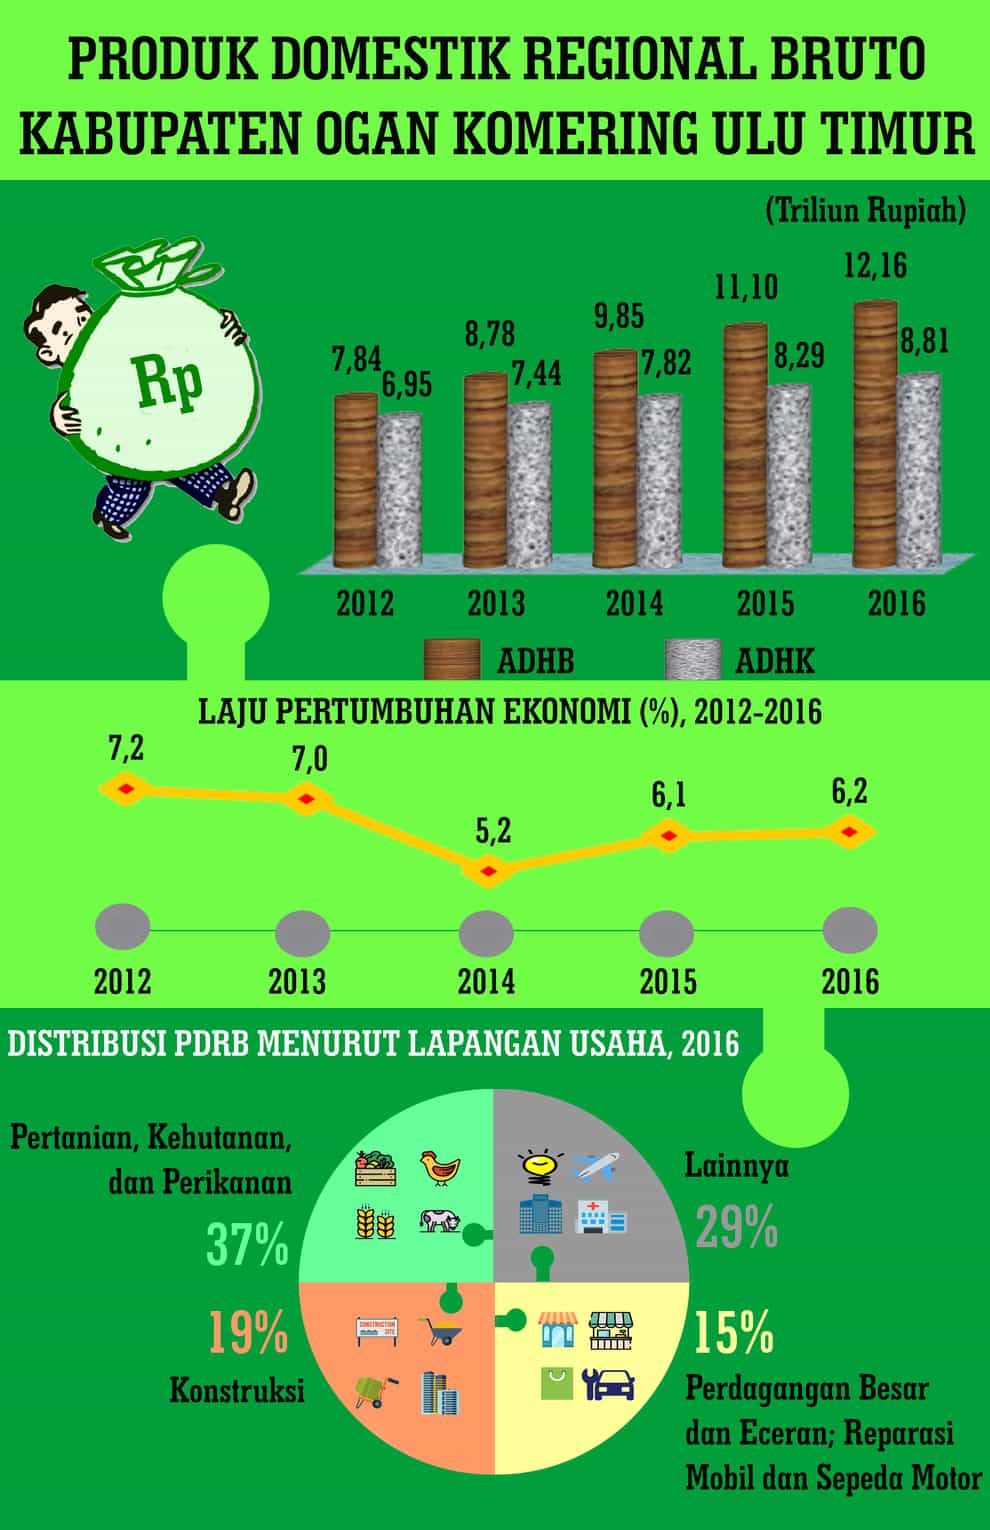 PRODUK DOMESTIK REGIONAL BRUTO
KABUPATEN OGAN KOMERING ULU TIMUR
(Triliun Rupiah)
Rp
7,84
6,95
8,78
7,44
9,85
7,82
11,10
8,29
12,16
8,81
2012
2013
2014
2015
2016
ADHB
ADHK
LAJU PERTUMBUHAN EKONOMI (%), 2012-2016
7,2
7,0
5,2
6,1
6,2
2012
2013
2014
2015
2016
DISTRIBUSI PDRB MENURUT LAPANGAN USAHA, 2016
Pertanian, Kehutanan,
dan Perikanan
37%
Lainnya
29%
19%
Konstruksi
CONSTRUCTION
SITE
15%
Perdagangan Besar
dan Eceran; Reparasi
Mobil dan Sepeda Motor